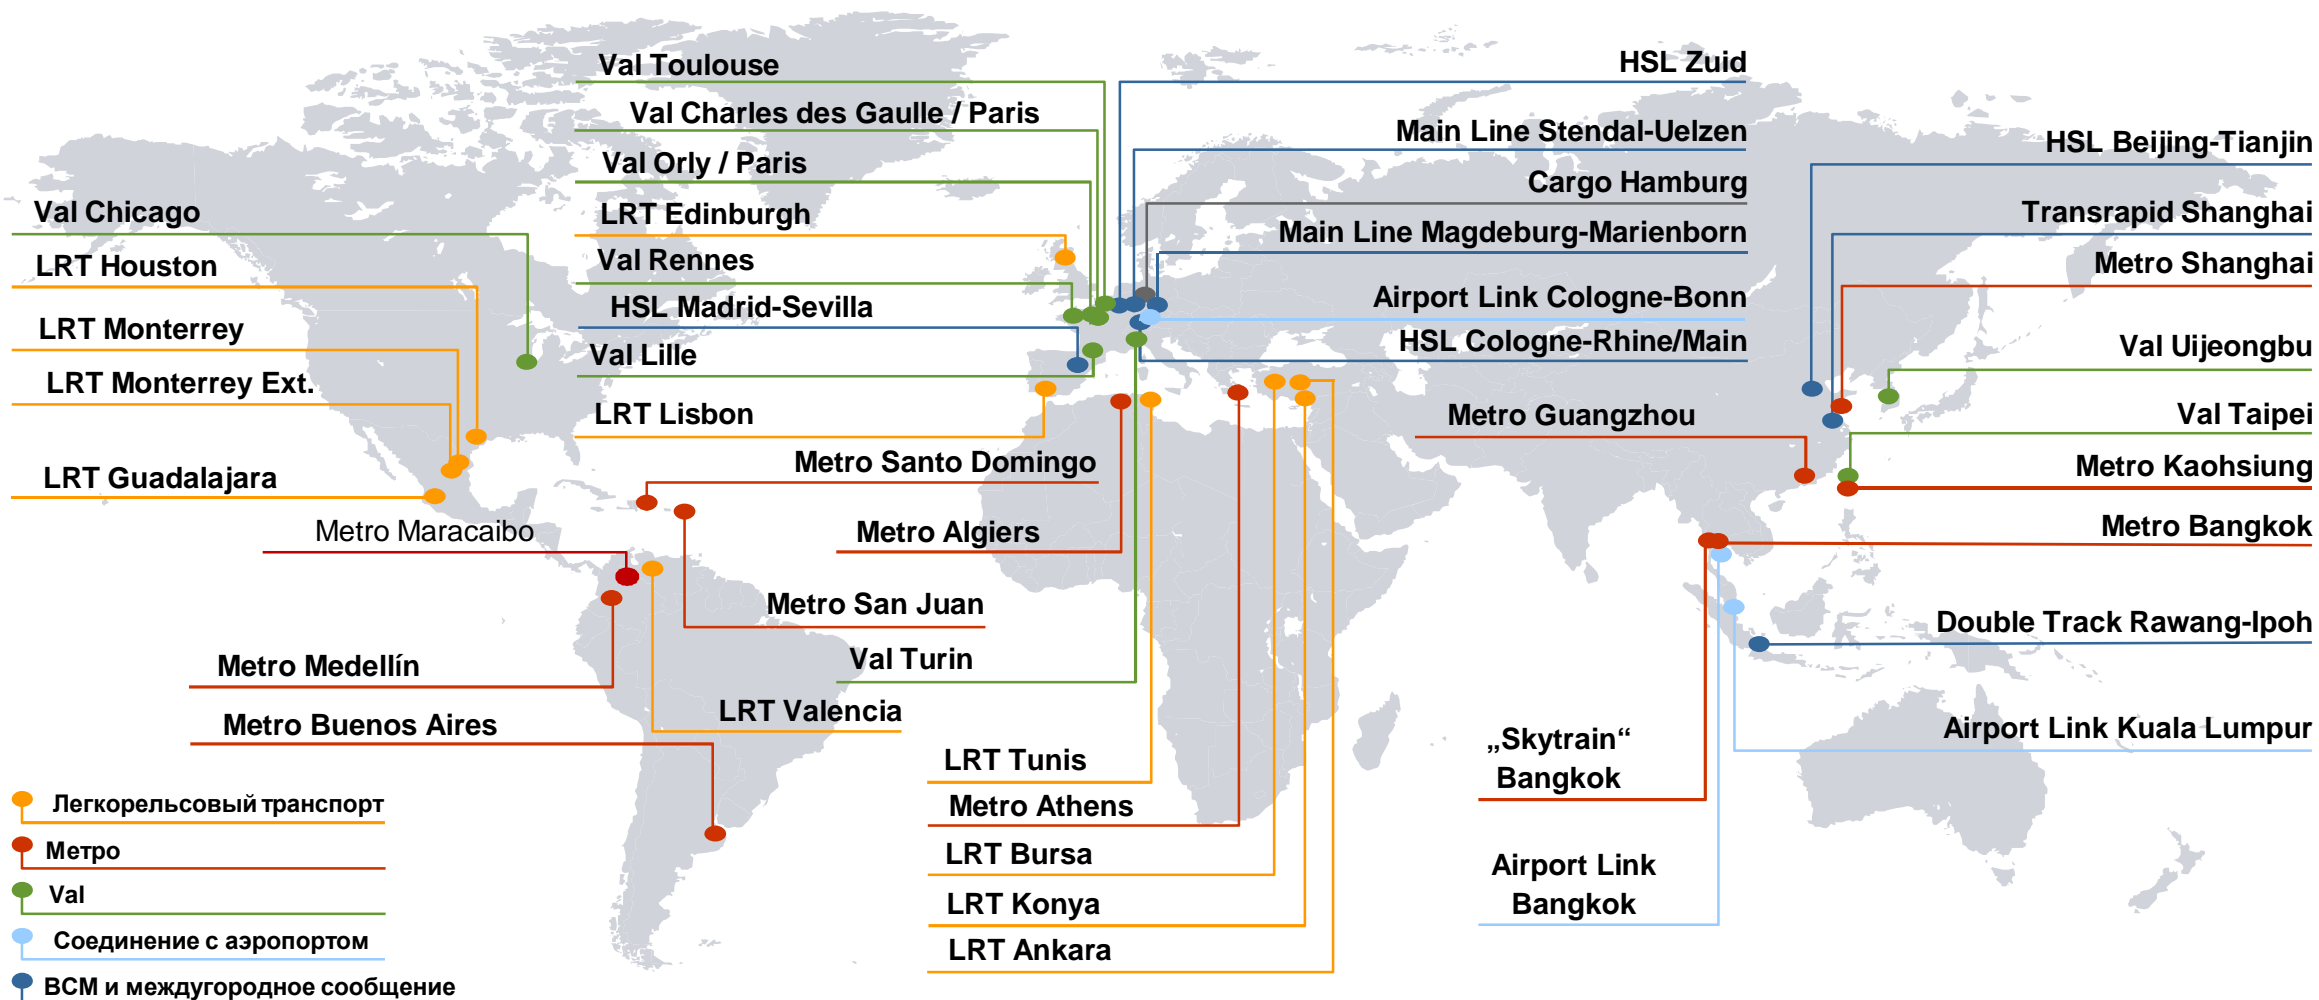 Val Toulouse
Val Charles des Gaulle / Paris
Val Orly / Paris
LRT Edinburgh
Val Rennes
HSL Madrid-Sevilla
Val Lille
LRT Lisbon
Val Chicago
LRT Houston
LRT Monterrey
LRT Monterrey Ext.
LRT Guadalajara
Metro Maracaibo
Metro Medellín
Metro Buenos Aires
Metro Santo Domingo
Metro Algiers
Metro San Juan
Val Turin
LRT Valencia
LRT Tunis
Metro Athens
LRT Bursa
LRT Konya
LRT Ankara
HSL Zuid
Main Line Stendal-Uelzen
Cargo Hamburg
Main Line Magdeburg-Marienborn
Airport Link Cologne-Bonn
HSL Cologne-Rhine/Main
Metro Guangzhou
„Skytrain“
Bangkok
Airport Link
Bangkok
HSL Beijing-Tianjin
Transrapid Shanghai
Metro Shanghai
Val Uijeongbu
Val Taipei
Metro Kaohsiung
Metro Bangkok
Double Track Rawang-Ipoh
Airport Link Kuala Lumpur
Легкорельсовый транспорт
Метро
Val
Соединение с аэропортом
ВСМ и междугородное сообщение